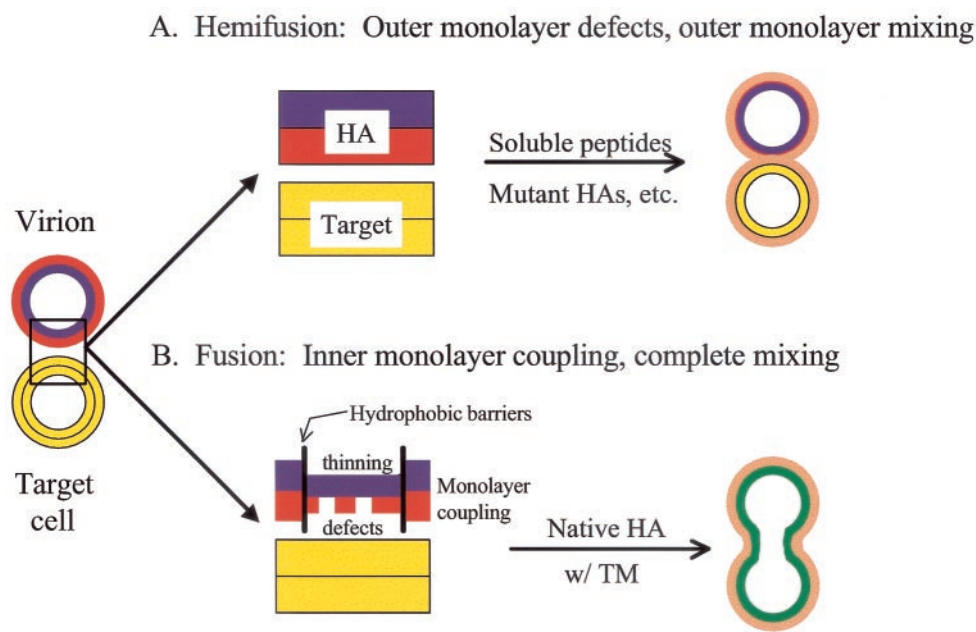 A. Hemifusion: Outer monolayer defects, outer monolayer mixing
HA
Target
Soluble peptides
Mutant HAs, etc.
Virion
Target
cell
B. Fusion: Inner monolayer coupling, complete mixing
Hydrophobic barriers
thinning
Monolayer
coupling
defects
Native HA
w/ TM